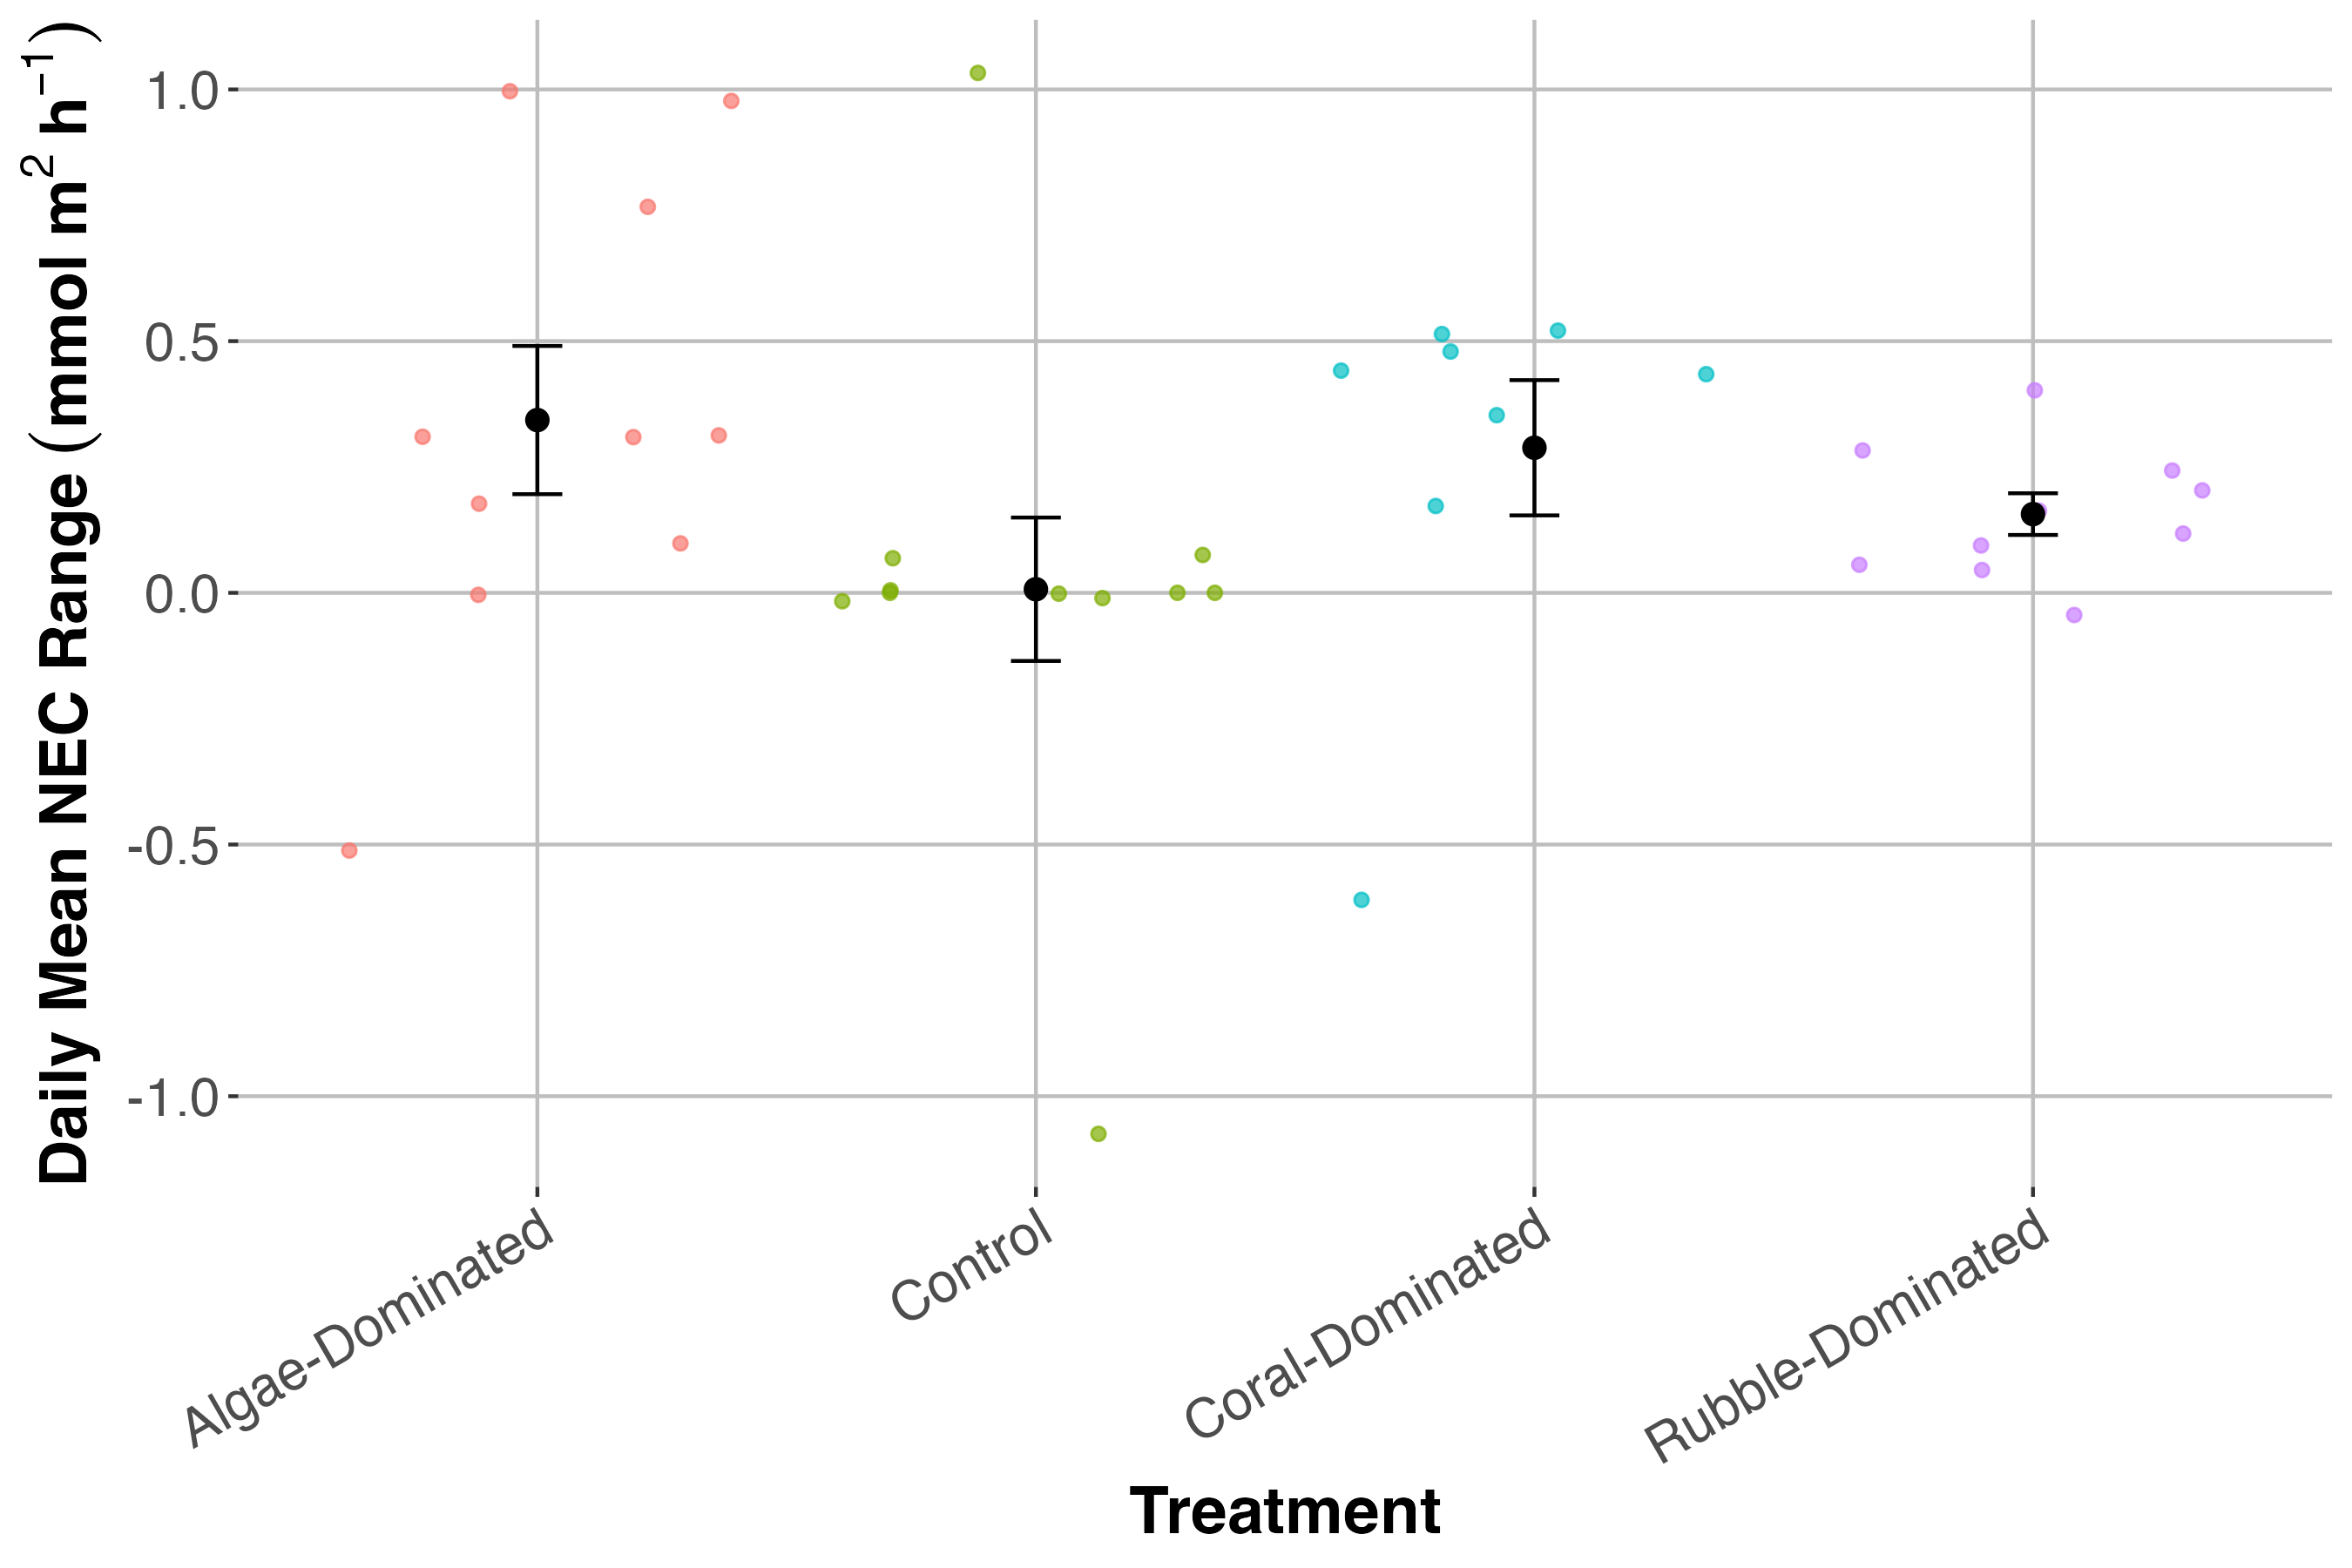 Daily Mean NEC Range (mmol m² h⁻¹)
1.0
0.5
0.0
-0.5
-1.0
Algae-Dominated
Control
Coral-Dominated
Rubble-Dominated
Treatment